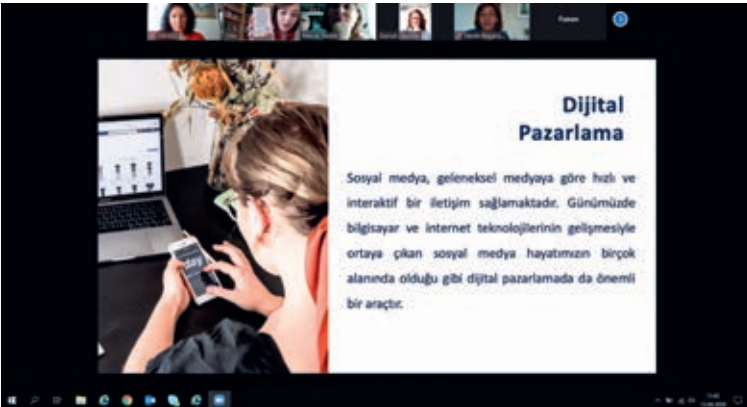 Dijital
Pazarlama
Sosyal medya, geleneksel medyaya göre hızlı ve
interaktif bir iletişim sağlamaktadır. Günümüzde
bilgisayar ve internet teknolojilerinin gelişmesiyle
ortaya çıkan sosyal medya hayatımızın birçok
alanında olduğu gibi dijital pazarlamada da önemli
bir araçtır.